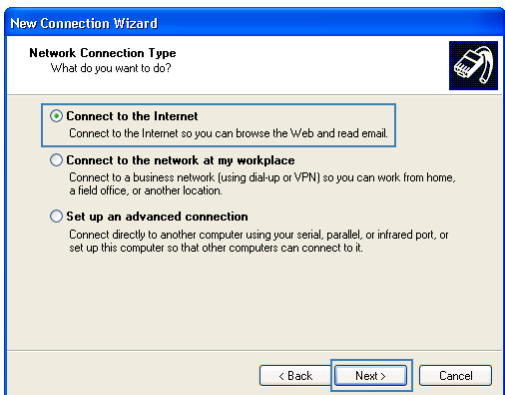 New Connection Wizard
Network Connection Type
What do you want to do?
Connect to the Internet
Connect to the Internet so you can browse the Web and read email.
Connect to the network at my workplace
Connect to a business network (using dial-up or VPN) so you can work from home,
a field office, or another location.
Set up an advanced connection
Connect directly to another computer using your serial, parallel, or infrared port, or
set up this computer so that other computers can connect to it.
< Back Next > Cancel